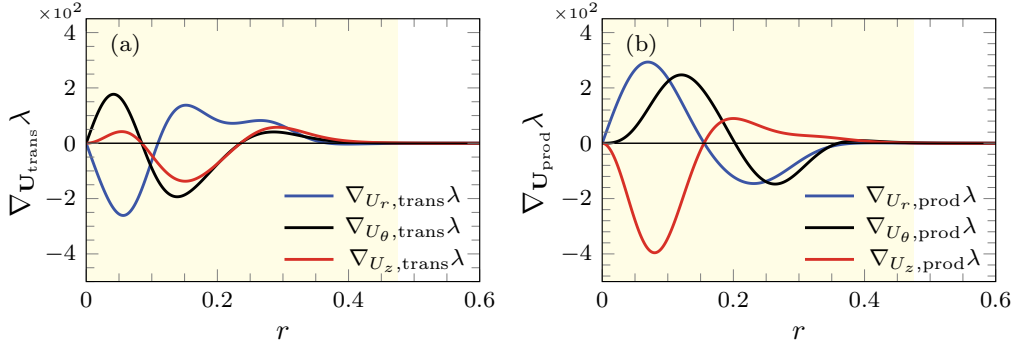 ×10²
4
(a)
2
0
−2
−4
∇_{U_trans} λ
∇_{U_r,trans}λ
∇_{U_θ,trans}λ
∇_{U_z,trans}λ
0
0.2
0.4
0.6
r
×10²
4
(b)
2
0
−2
−4
∇_{U_prod} λ
∇_{U_r,prod}λ
∇_{U_θ,prod}λ
∇_{U_z,prod}λ
0
0.2
0.4
0.6
r